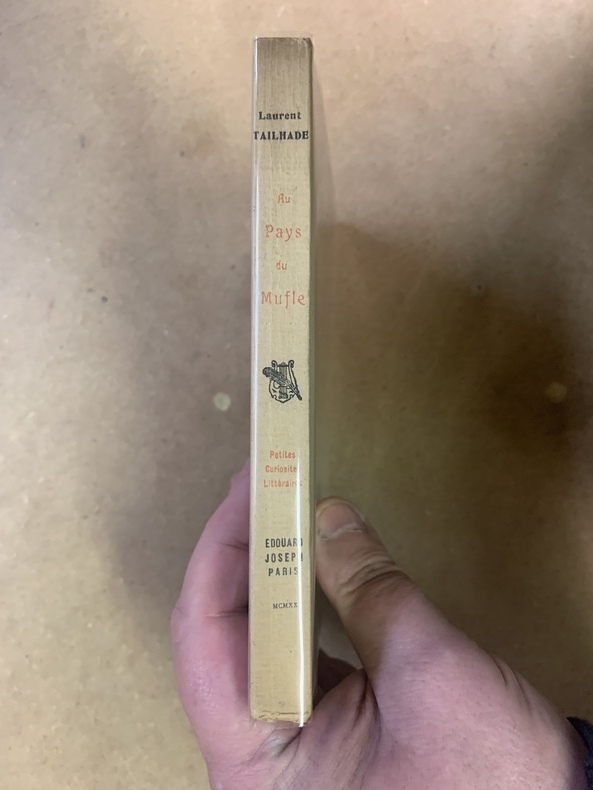 Laurent
TAILHADE
Au
Pays
du
Mufle
Petites
Curiosités
Littéraires
EDOUARD
JOSEPH
PARIS
MCMXX